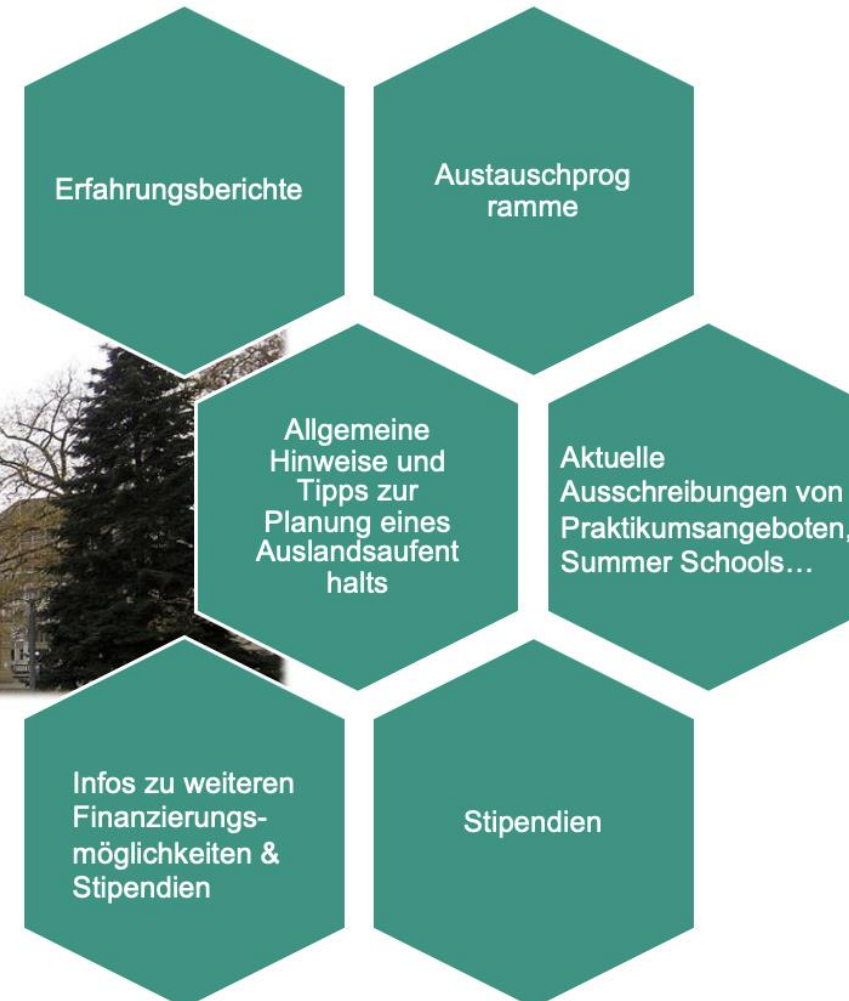 Erfahrungsberichte
Austauschprog
ramme
Allgemeine
Hinweise und
Tipps zur
Planung eines
Auslandsaufent
halts
Aktuelle
Ausschreibungen von
Praktikumsangeboten,
Summer Schools…
Infos zu weiteren
Finanzierungs-
möglichkeiten &
Stipendien
Stipendien